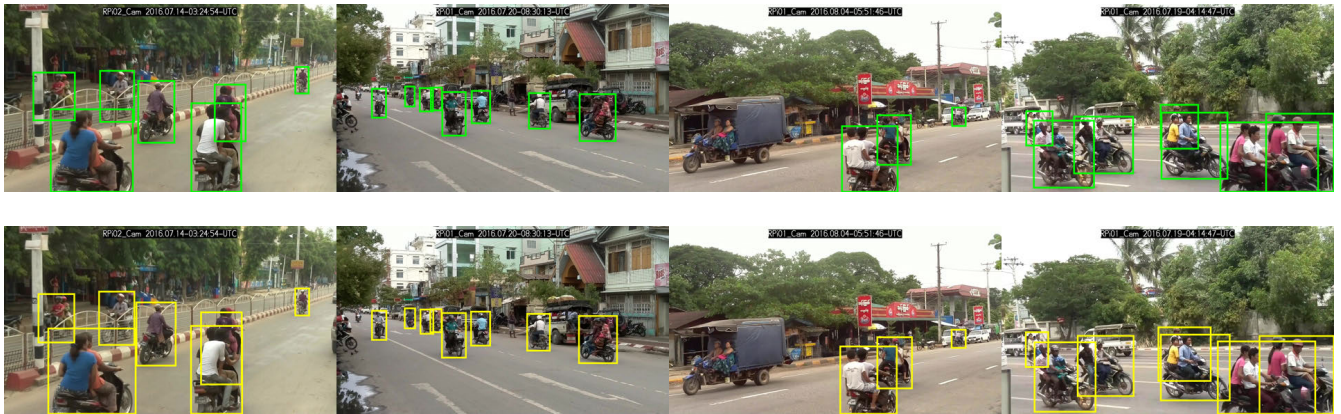 RPi02_Cam 2016.07.14-03:24:54-UTC
RPi01_Cam 2016.07.20-08:30:13-UTC
RPi01_Cam 2016.08.04-05:51:46-UTC
RPi01_Cam 2016.07.19-04:14:47-UTC
RPi02_Cam 2016.07.14-03:24:54-UTC
RPi01_Cam 2016.07.20-08:30:13-UTC
RPi01_Cam 2016.08.04-05:51:46-UTC
RPi01_Cam 2016.07.19-04:14:47-UTC